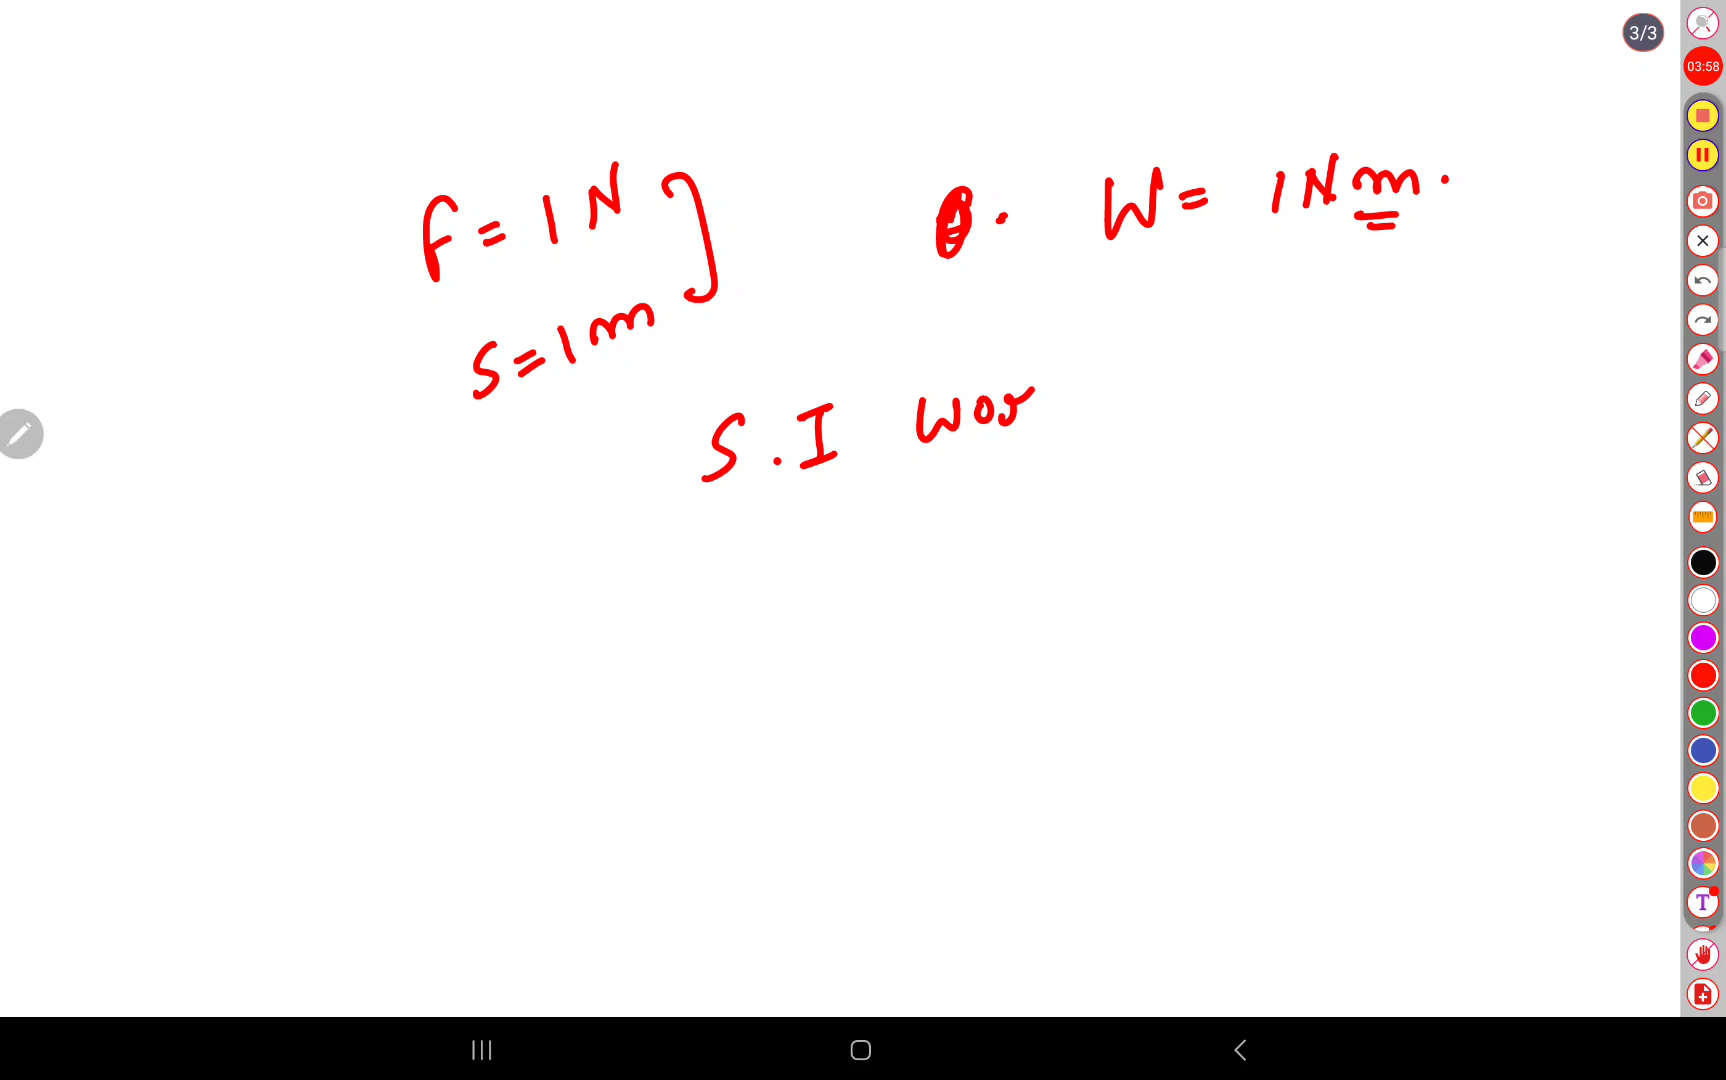 3/3
03:58
F = 1 N
W = 1 N m .
S = 1 m
S . I wor
T